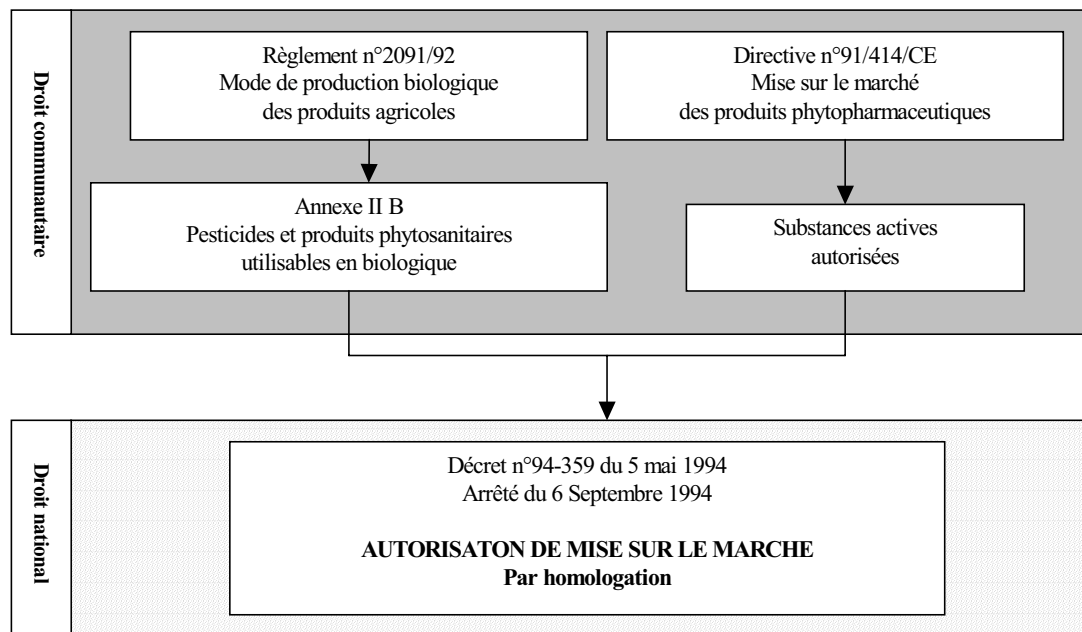 Droit communautaire
Règlement n°2091/92
Mode de production biologique
des produits agricoles
Directive n°91/414/CE
Mise sur le marché
des produits phytopharmaceutiques
Annexe II B
Pesticides et produits phytosanitaires
utilisables en biologique
Substances actives
autorisées
Droit national
Décret n°94-359 du 5 mai 1994
Arrêté du 6 Septembre 1994
AUTORISATON DE MISE SUR LE MARCHE
Par homologation